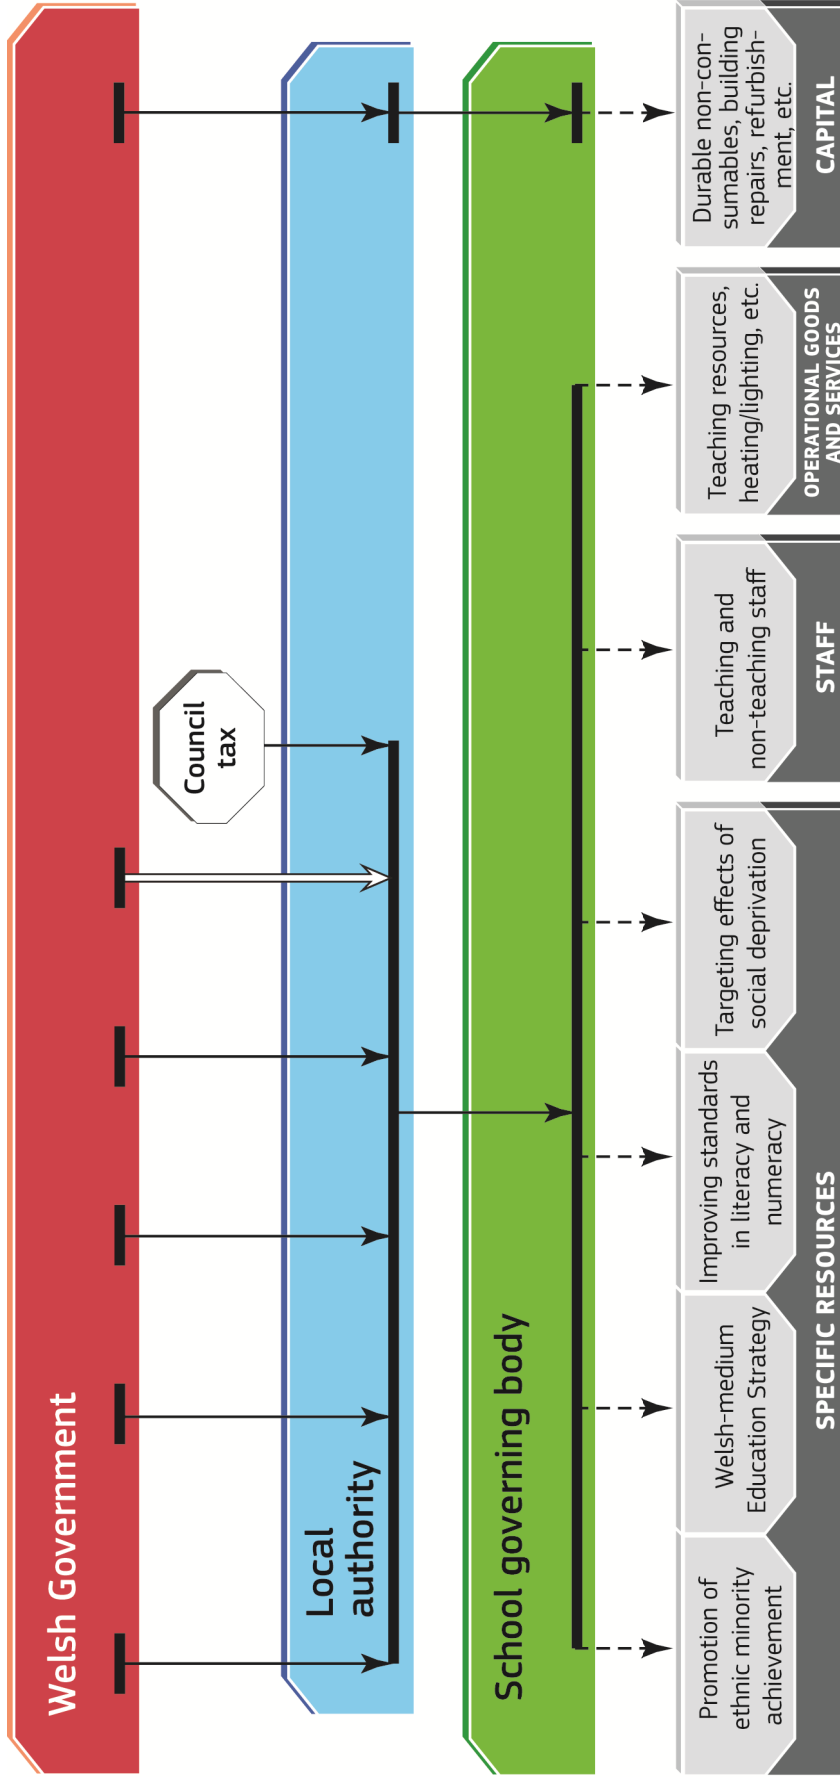 Welsh Government
Council
tax
Local
authority
School governing body
Promotion of
ethnic minority
achievement
Welsh-medium
Education Strategy
Improving standards
in literacy and
numeracy
Targeting effects of
social deprivation
Teaching and
non-teaching staff
Teaching resources,
heating/lighting, etc.
Durable non-con-
sumables, building
repairs, refurbish-
ment, etc.
SPECIFIC RESOURCES
STAFF
OPERATIONAL GOODS
AND SERVICES
CAPITAL